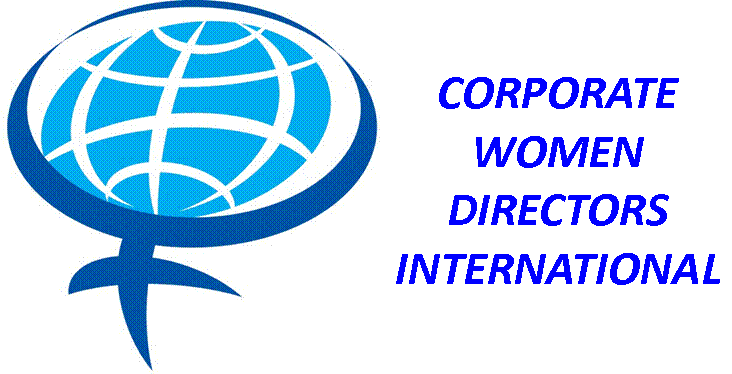 CORPORATE
WOMEN
DIRECTORS
INTERNATIONAL